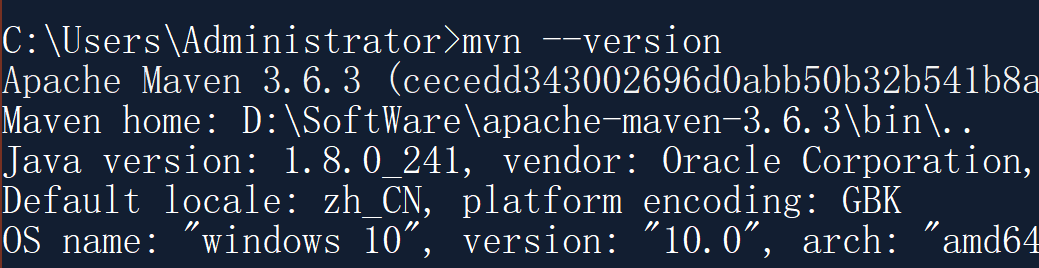 C:\Users\Administrator>mvn --version
Apache Maven 3.6.3 (cecedd343002696d0abb50b32b541b8a
Maven home: D:\SoftWare\apache-maven-3.6.3\bin\..
Java version: 1.8.0_241, vendor: Oracle Corporation,
Default locale: zh_CN, platform encoding: GBK
OS name: "windows 10", version: "10.0", arch: "amd64